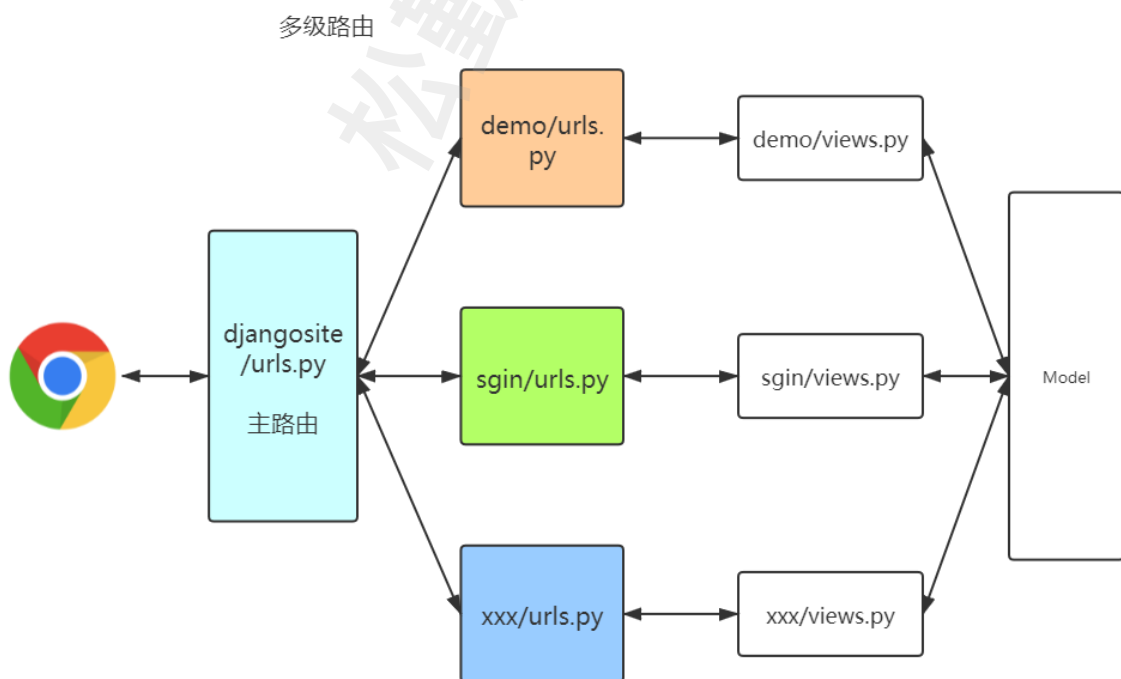 多级路由
demo/urls.
py
demo/views.py
djangosite
/urls.py
主路由
sgin/urls.py
sgin/views.py
Model
xxx/urls.py
xxx/views.py